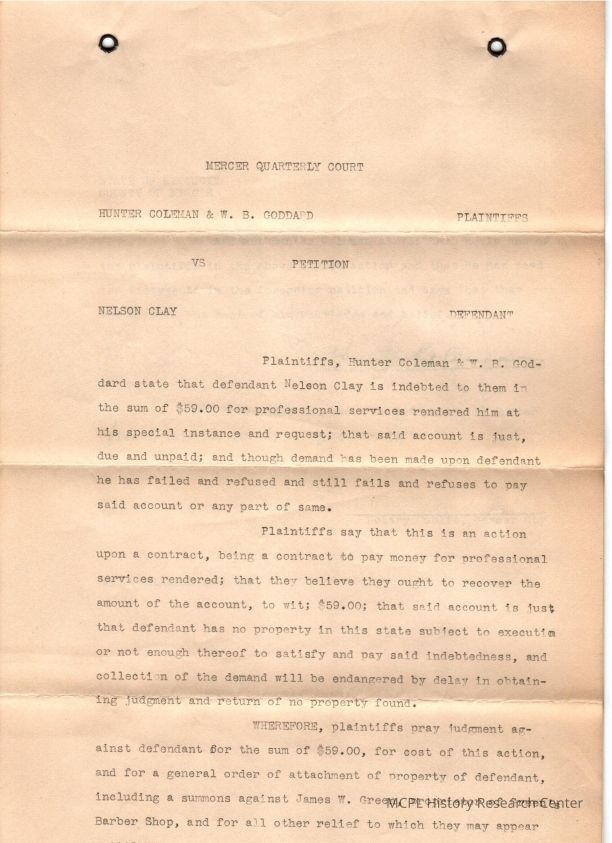 MERCER QUARTERLY COURT
HUNTER COLEMAN & W. B. GODDARD PLAINTIFFS
VS PETITION
NELSON CLAY DEFENDANT
Plaintiffs, Hunter Coleman & W. B. God-
dard state that defendant Nelson Clay is indebted to them in
the sum of $59.00 for professional services rendered him at
his special instance and request; that said account is just,
due and unpaid; and though demand has been made upon defendant
he has failed and refused and still fails and refuses to pay
said account or any part of same.
Plaintiffs say that this is an action
upon a contract, being a contract to pay money for professional
services rendered; that they believe they ought to recover the
amount of the account, to wit; $59.00; that said account is just
that defendant has no property in this state subject to executim
or not enough thereof to satisfy and pay said indebtedness, and
collection of the demand will be endangered by delay in obtain-
ing judgment and return of no property found.
WHEREFORE, plaintiffs pray judgment ag-
ainst defendant for the sum of $59.00, for cost of this action,
and for a general order of attachment of property of defendant,
including a summons against James W. Green
MCPL History Research Center
Barber Shop, and for all other relief to which they may appear